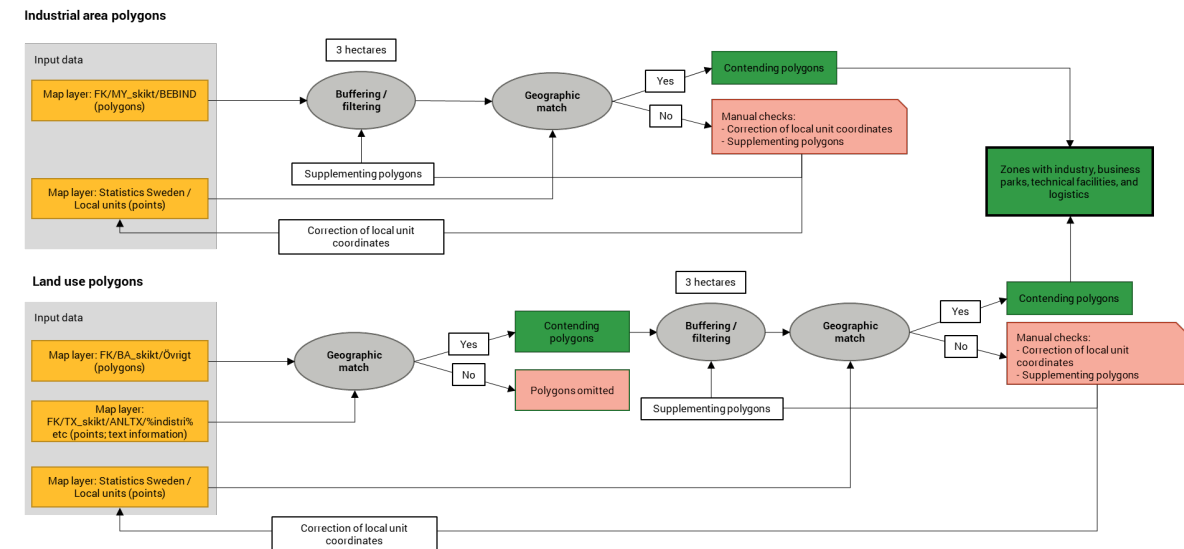 Industrial area polygons
Input data
Map layer: FK/MY_skikt/BEBIND
(polygons)
Map layer: Statistics Sweden /
Local units (points)
3 hectares
Buffering /
filtering
Geographic
match
Yes
No
Contending polygons
Manual checks:
- Correction of local unit coordinates
- Supplementing polygons
Supplementing polygons
Correction of local unit
coordinates
Zones with industry, business
parks, technical facilities, and
logistics
Land use polygons
Input data
Map layer: FK/BA_skikt/Övrigt
(polygons)
Map layer:
FK/TX_skikt/ANLTX/%indistri%
etc (points; text information)
Map layer: Statistics Sweden /
Local units (points)
Geographic
match
Yes
No
Contending
polygons
Polygons omitted
3 hectares
Buffering /
filtering
Geographic
match
Yes
No
Contending polygons
Manual checks:
- Correction of local unit
coordinates
- Supplementing polygons
Supplementing polygons
Correction of local unit
coordinates